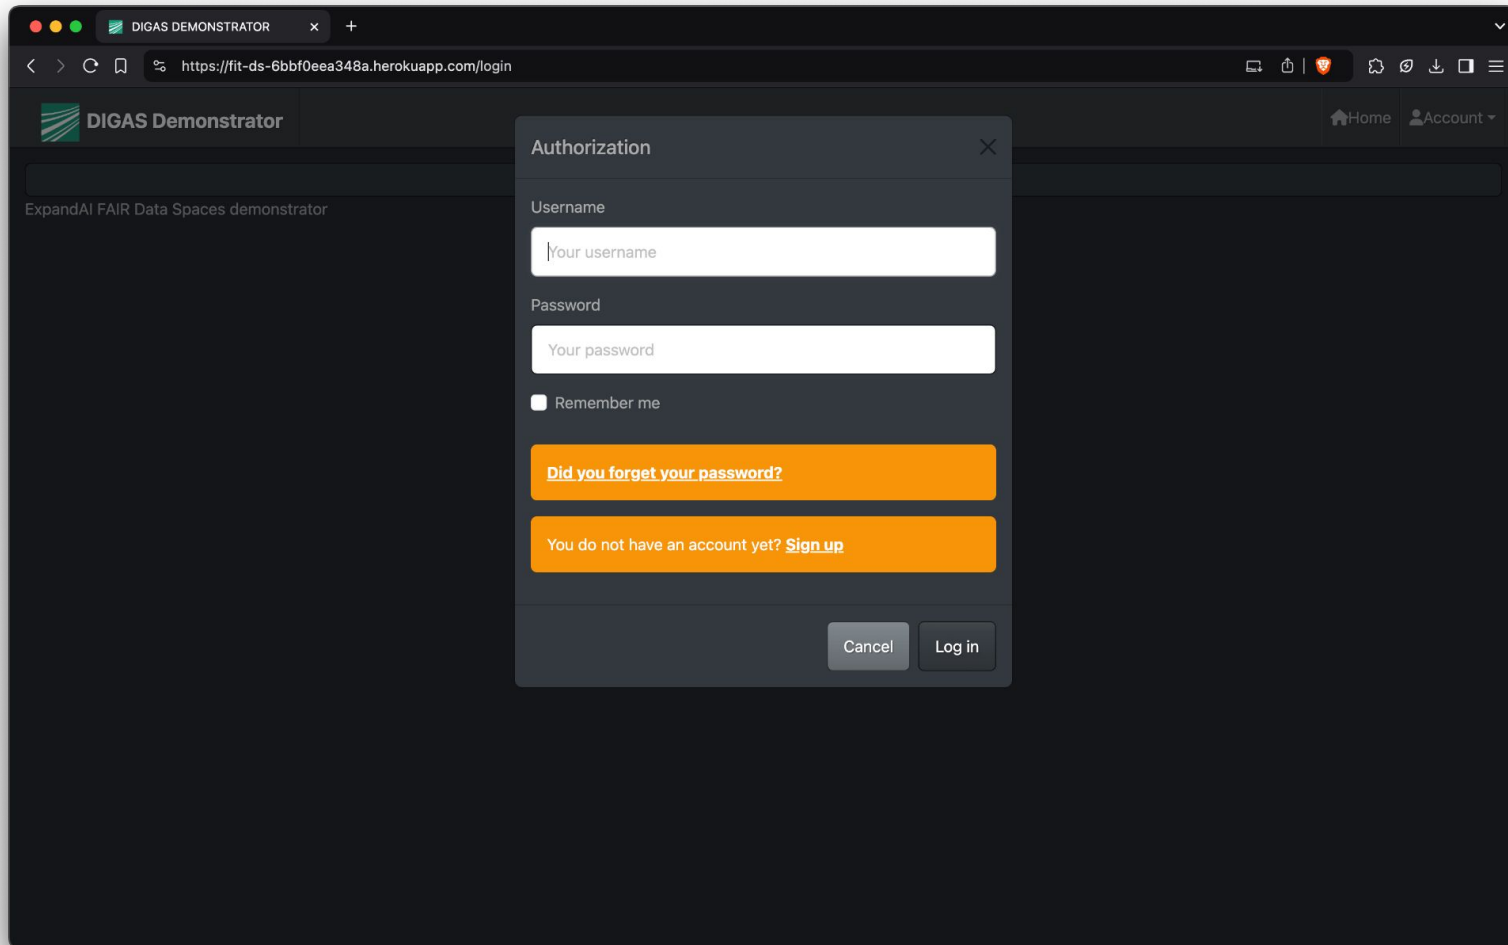 DIGAS DEMONSTRATOR
https://fit-ds-6bbf0eea348a.herokuapp.com/login
DIGAS Demonstrator
Home
Account
ExpandAI FAIR Data Spaces demonstrator
Authorization
Username
Your username
Password
Your password
Remember me
Did you forget your password?
You do not have an account yet? Sign up
Cancel
Log in